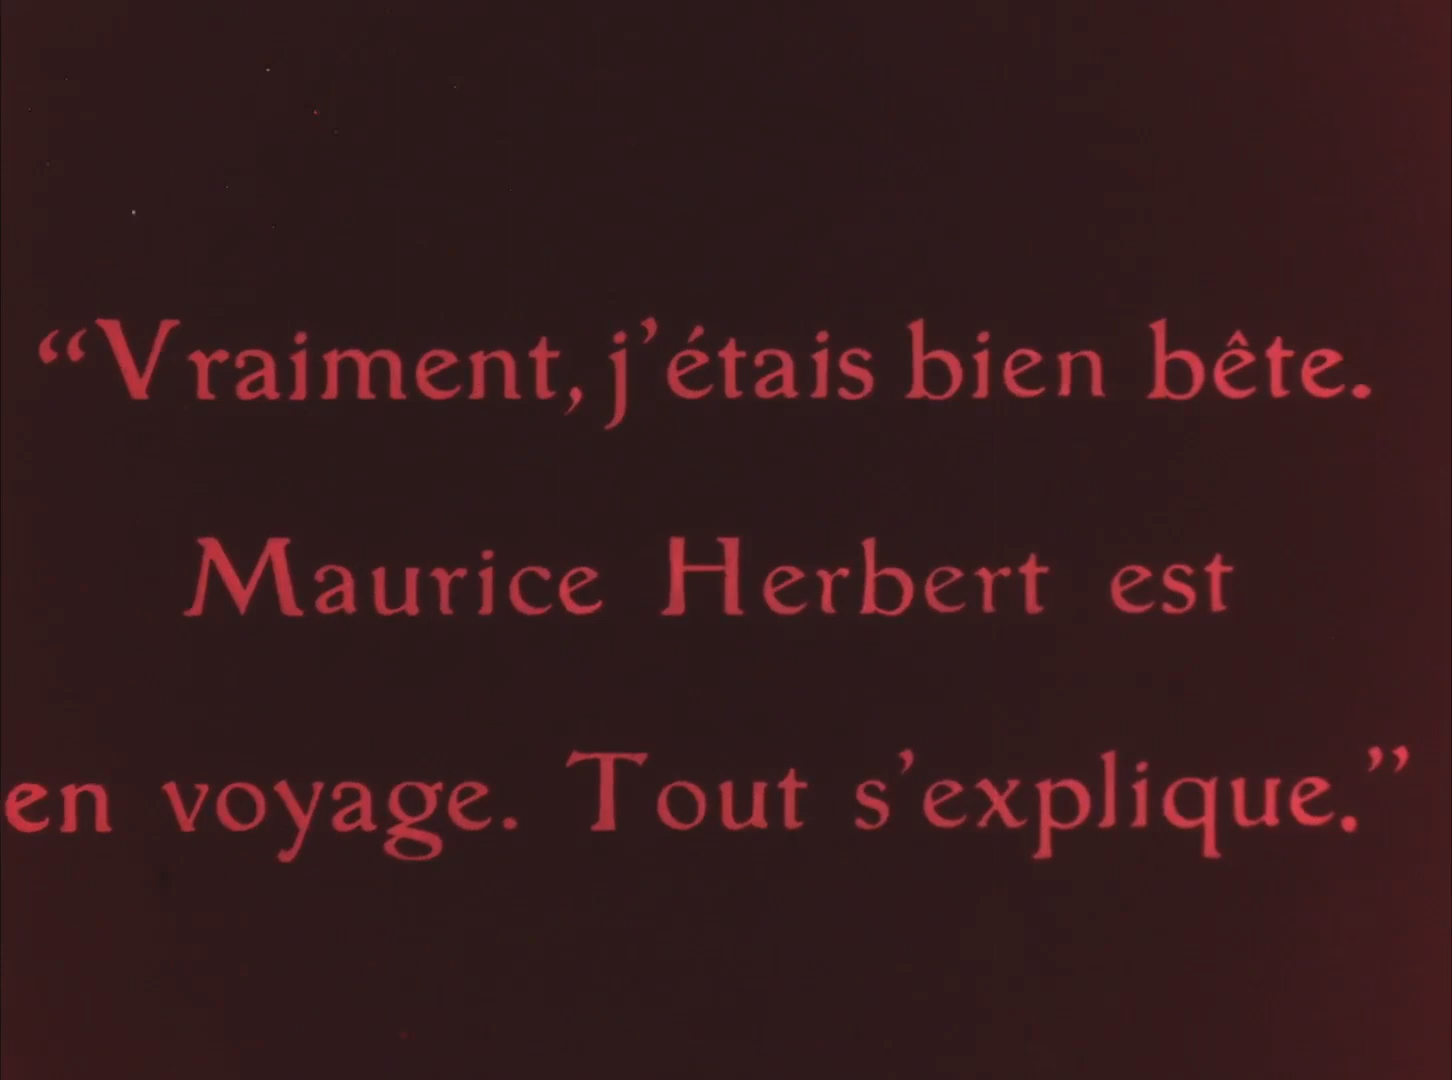 “Vraiment, j’étais bien bête.
Maurice Herbert est
en voyage. Tout s’explique.”